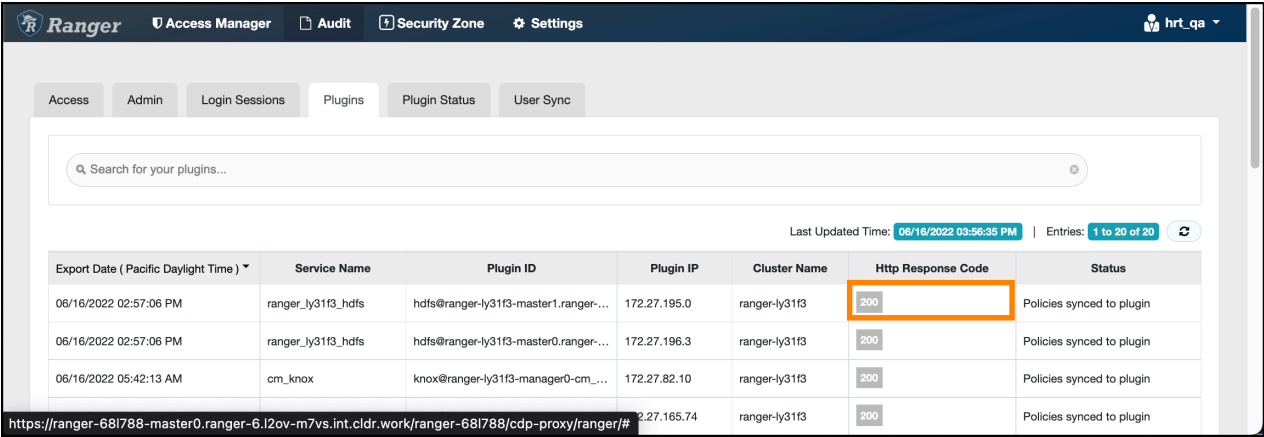 Ranger Access Manager Audit Security Zone Settings hrt_qa
Access Admin Login Sessions Plugins Plugin Status User Sync
Search for your plugins...
Last Updated Time: 06/16/2022 03:56:35 PM | Entries: 1 to 20 of 20
Export Date ( Pacific Daylight Time ) Service Name Plugin ID Plugin IP Cluster Name Http Response Code Status
06/16/2022 02:57:06 PM ranger_ly31f3_hdfs hdfs@ranger-ly31f3-master1.ranger-... 172.27.195.0 ranger-ly31f3 200 Policies synced to plugin
06/16/2022 02:57:06 PM ranger_ly31f3_hdfs hdfs@ranger-ly31f3-master0.ranger-... 172.27.196.3 ranger-ly31f3 200 Policies synced to plugin
06/16/2022 05:42:13 AM cm_knox knox@ranger-ly31f3-manager0-cm_... 172.27.82.10 ranger-ly31f3 200 Policies synced to plugin
2.27.165.74 ranger-ly31f3 200 Policies synced to plugin
https://ranger-68l788-master0.ranger-6.l2ov-m7vs.int.cldr.work/ranger-68l788/cdp-proxy/ranger/#